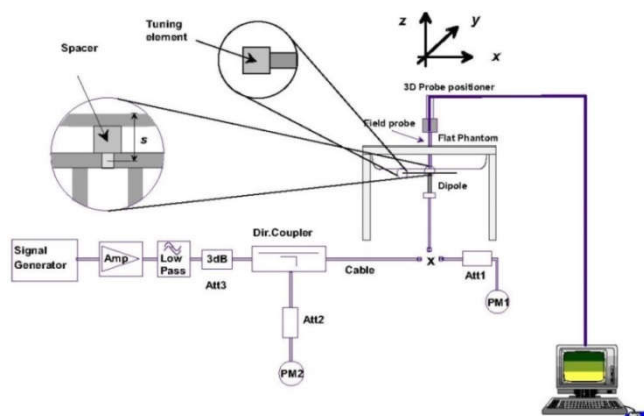 Tuning
element
Spacer
s
z
y
x
3D Probe positioner
Field probe
Flat Phantom
Dipole
Signal
Generator
Amp
Low
Pass
3dB
Att3
Dir.Coupler
Cable
x
Att1
PM1
Att2
PM2